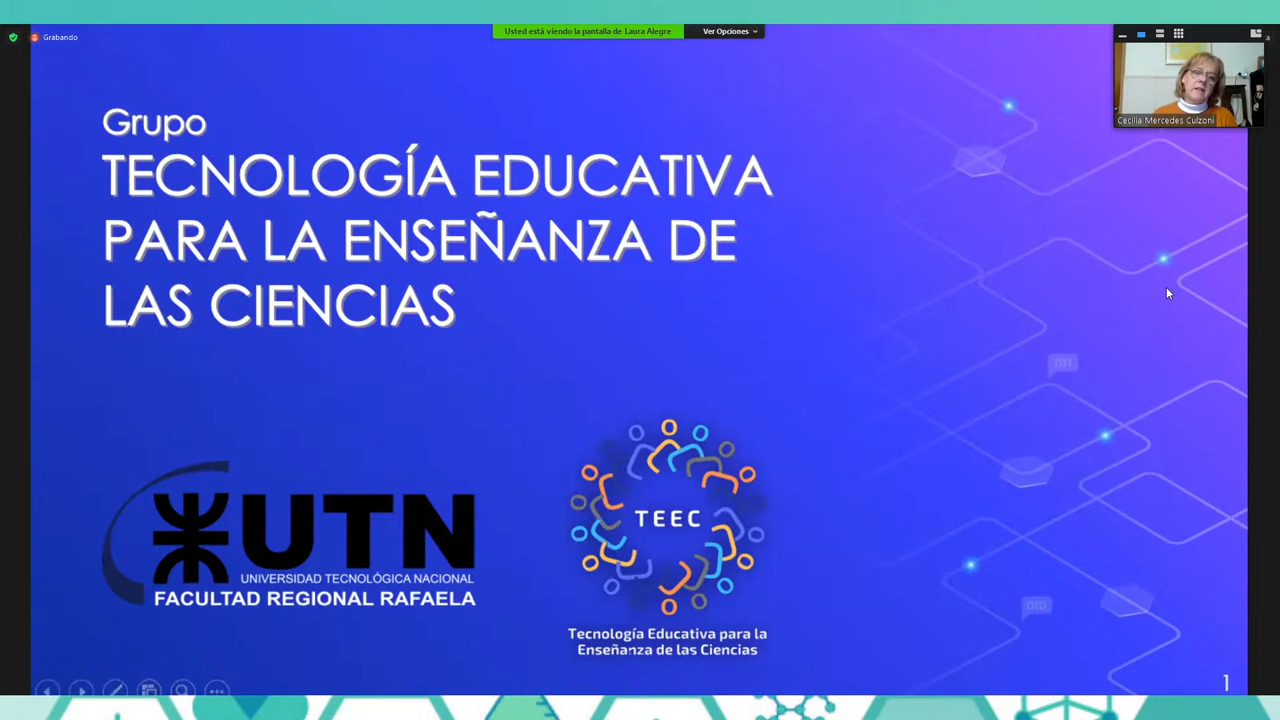 Grabando
Usted está viendo la pantalla de Laura Alegre
Ver Opciones
Cecilia Mercedes Culzoni
Grupo
TECNOLOGÍA EDUCATIVA
PARA LA ENSEÑANZA DE
LAS CIENCIAS
UTN
UNIVERSIDAD TECNOLÓGICA NACIONAL
FACULTAD REGIONAL RAFAELA
TEEC
Tecnología Educativa para la
Enseñanza de las Ciencias
1